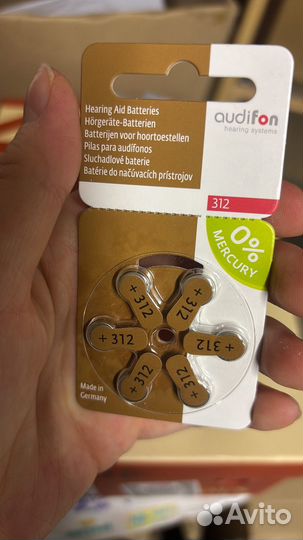 Hearing Aid Batteries
Hörgeräte-Batterien
Batterijen voor hoortoestellen
Pilas para audífonos
Sluchadlové baterie
Batérie do načúvacích prístrojov
audifon
hearing systems
312
0%
MERCURY
+ 312
+ 312
+ 312
+ 312
+ 312
+ 312
Made in
Germany
Avito